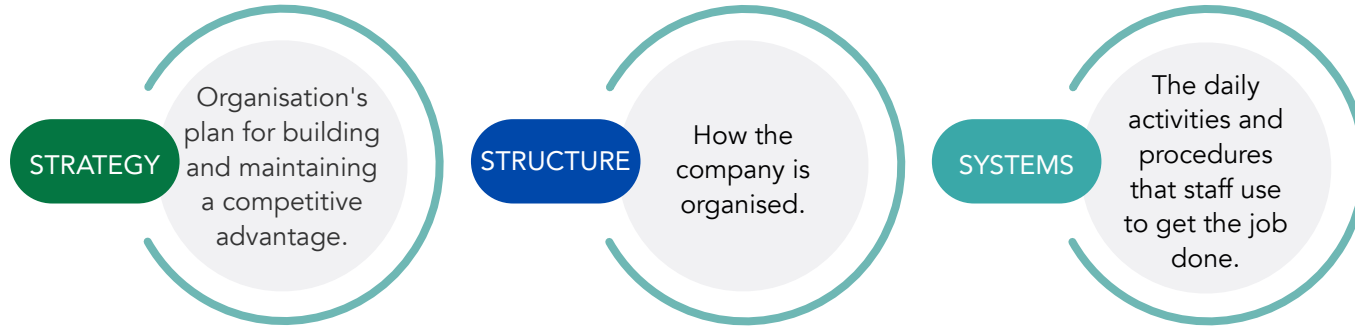 STRATEGY
Organisation's
plan for building
and maintaining
a competitive
advantage.
STRUCTURE
How the
company is
organised.
SYSTEMS
The daily
activities and
procedures
that staff use
to get the job
done.